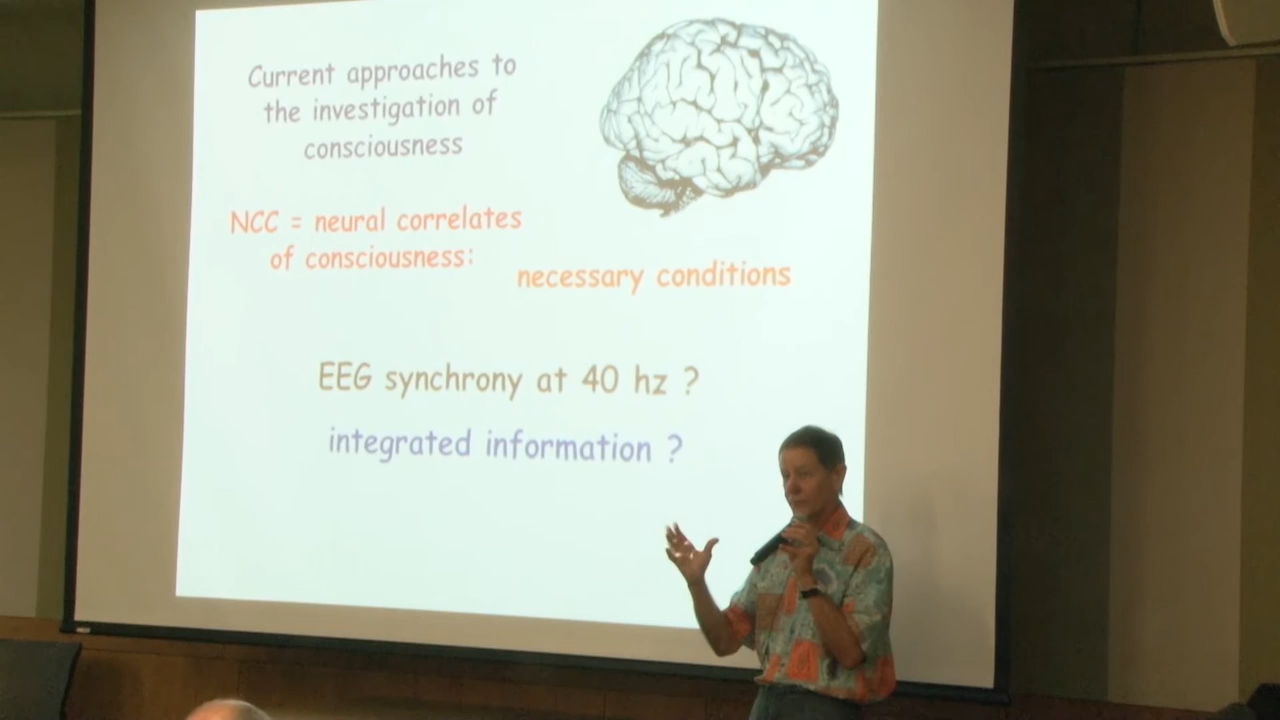 Current approaches to
the investigation of
consciousness
NCC = neural correlates
of consciousness:
necessary conditions
EEG synchrony at 40 hz ?
integrated information ?